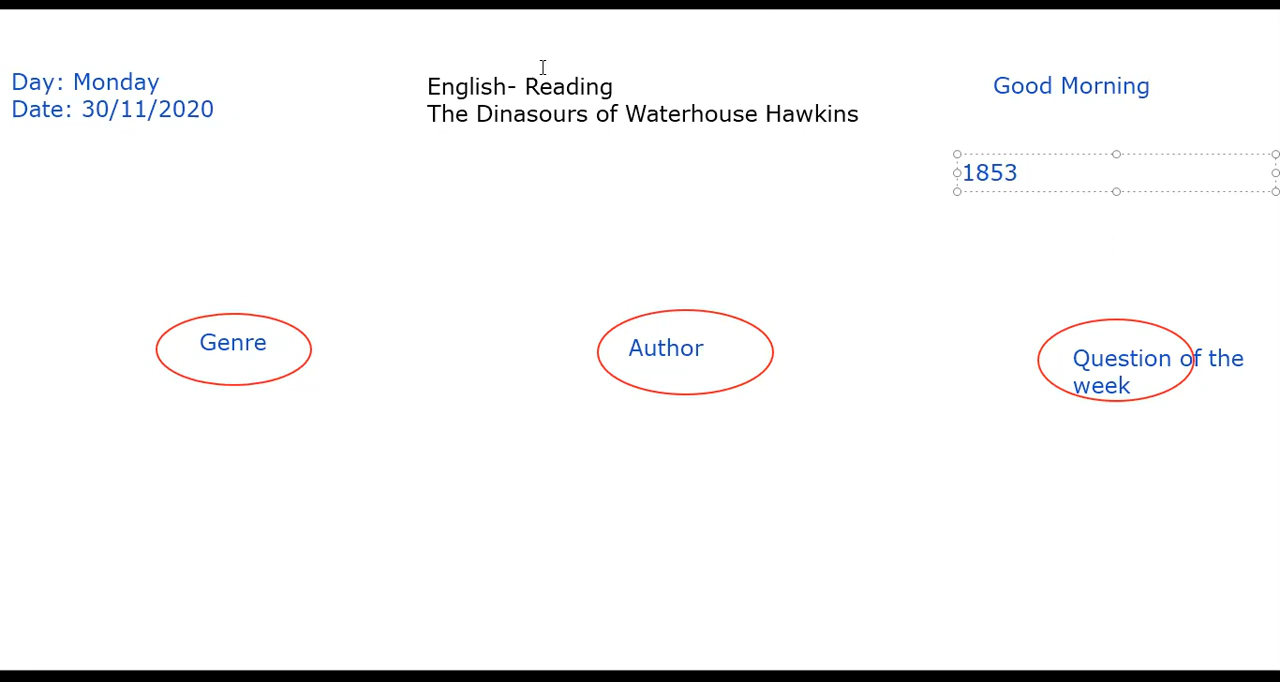 Day: Monday
Date: 30/11/2020
English- Reading
The Dinasours of Waterhouse Hawkins
Good Morning
1853
Genre
Author
Question of the
week